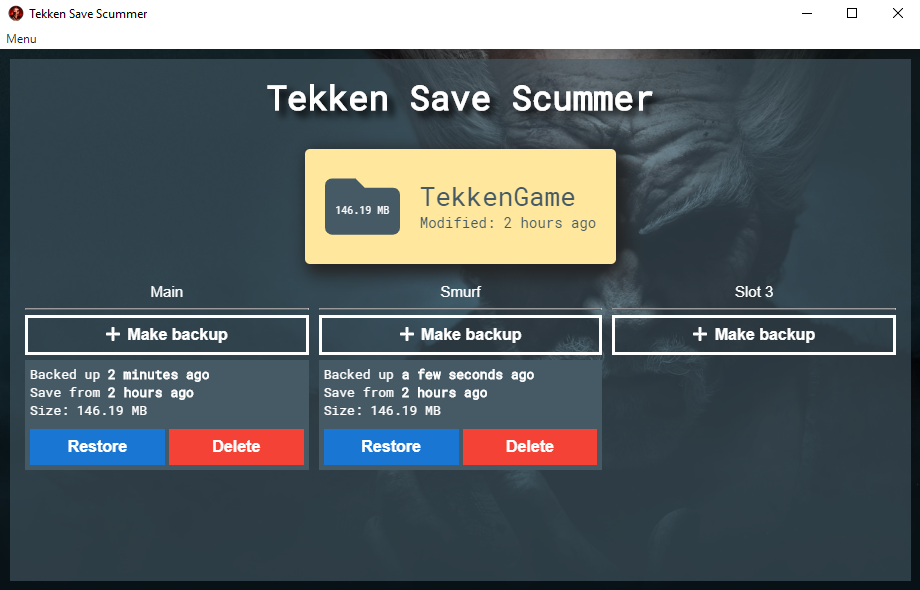 Tekken Save Scummer
Menu
Tekken Save Scummer
146.19 MB
TekkenGame
Modified: 2 hours ago
Main
Smurf
Slot 3
Make backup
Make backup
Make backup
Backed up 2 minutes ago
Save from 2 hours ago
Size: 146.19 MB
Restore
Delete
Backed up a few seconds ago
Save from 2 hours ago
Size: 146.19 MB
Restore
Delete